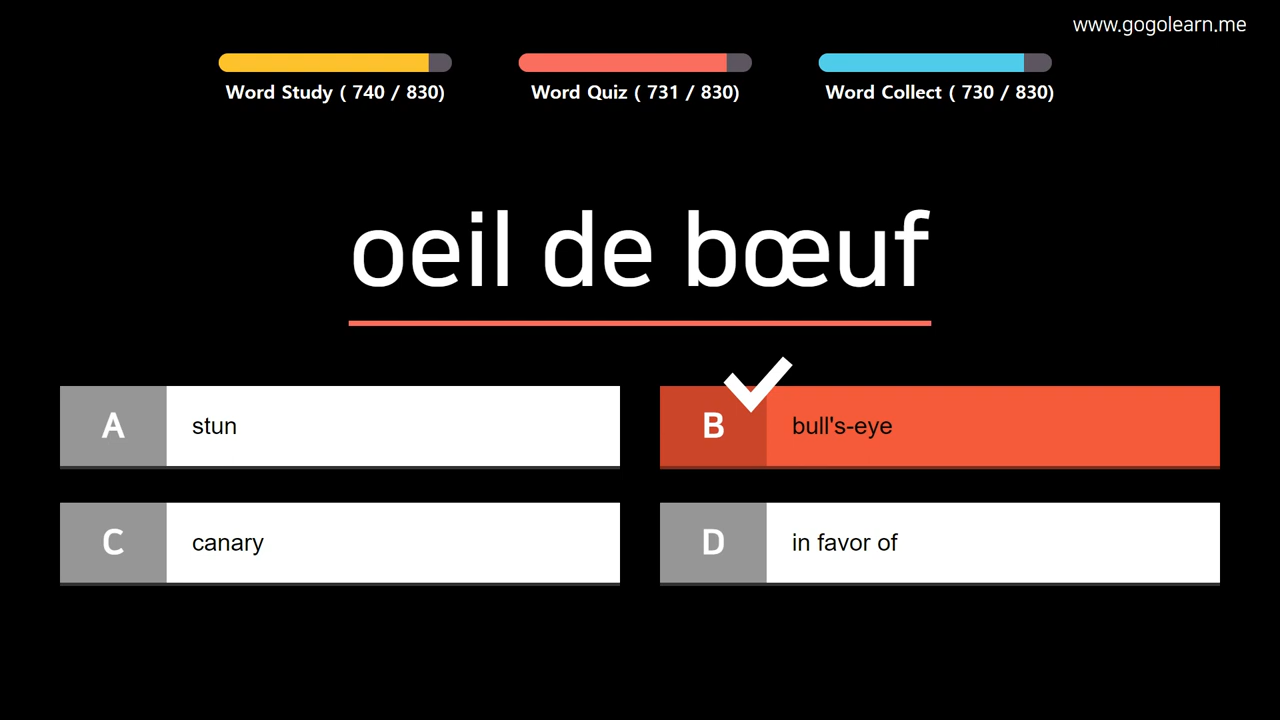 www.gogolearn.me
Word Study ( 740 / 830)
Word Quiz ( 731 / 830)
Word Collect ( 730 / 830)
oeil de bœuf
A stun
B bull's-eye
C canary
D in favor of